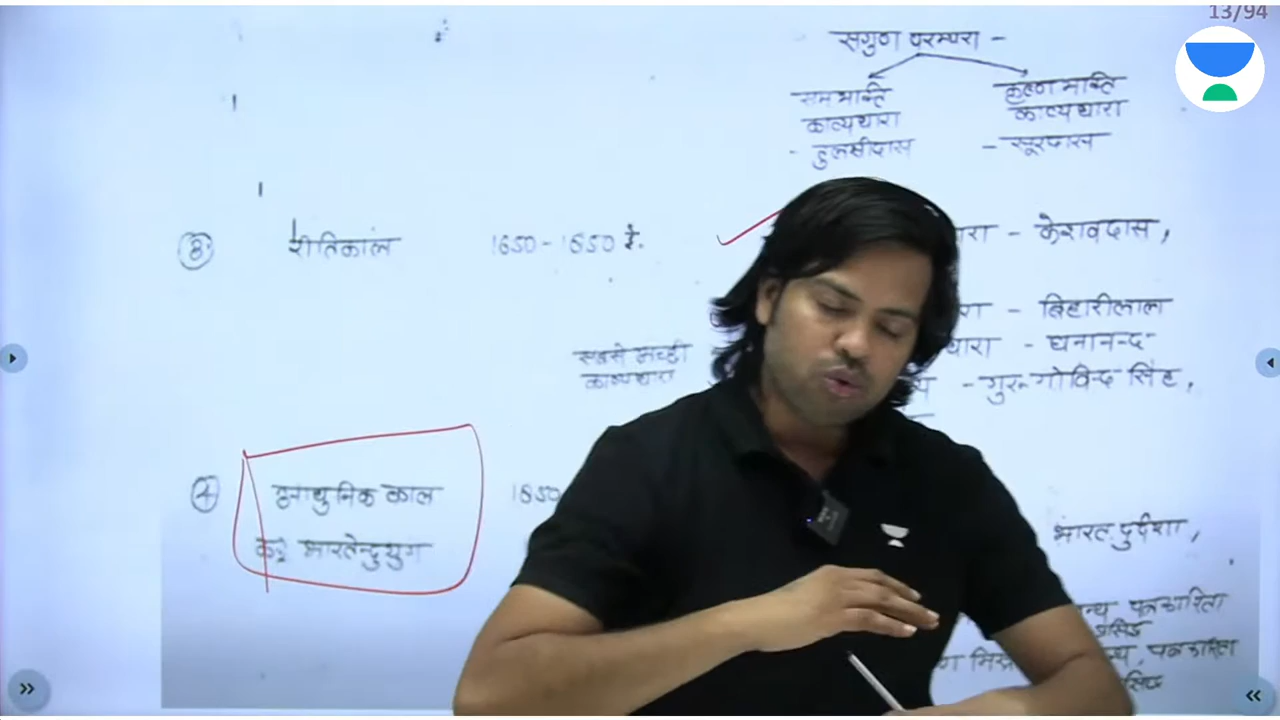 13/94
सगुण परम्परा -
रामभक्ति
काव्यधारा
- तुलसीदास
कृष्ण भक्ति
काव्यधारा
- सूरदास
③ रीतिकाल 1650-1850 ई.
रा - केशवदास,
रा - बिहारीलाल
धारा - घनानन्द
सबसे अच्छी
काव्यधारा
य - गुरु गोविन्द सिंह,
④ आधुनिक काल 1850
भारतेन्दुयुग
भारत दुर्दशा,
न्ध पत्रकारिता
प्रसिद्ध
ण मिश्र
पत्रकारिता
सिद्ध